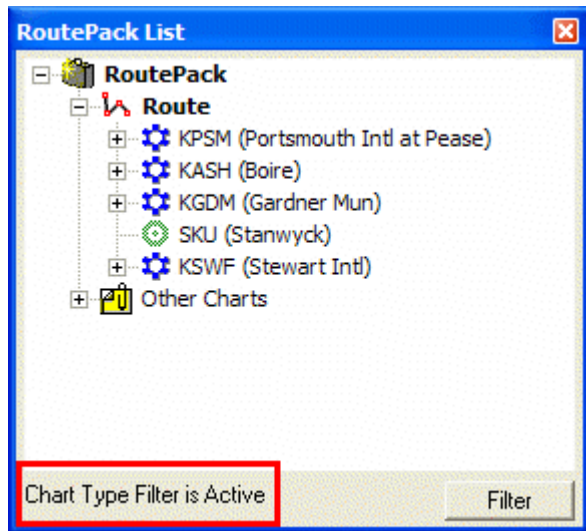 RoutePack List
RoutePack
Route
KPSM (Portsmouth Intl at Pease)
KASH (Boire)
KGDM (Gardner Mun)
SKU (Stanwyck)
KSWF (Stewart Intl)
Other Charts
Chart Type Filter is Active
Filter